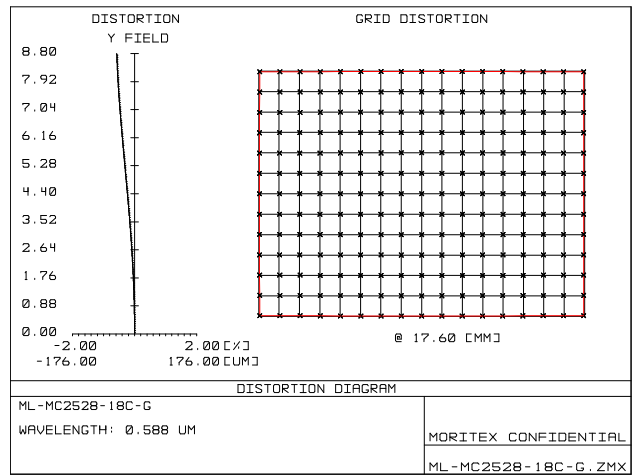 DISTORTION
Y FIELD
8.80
7.92
7.04
6.16
5.28
4.40
3.52
2.64
1.76
0.88
0.00
-2.00 2.00[%]
-176.00 176.00[UM]
GRID DISTORTION
@ 17.60 [MM]
DISTORTION DIAGRAM
ML-MC2528-18C-G
WAVELENGTH: 0.588 UM
MORITEX CONFIDENTIAL
ML-MC2528-18C-G.ZMX